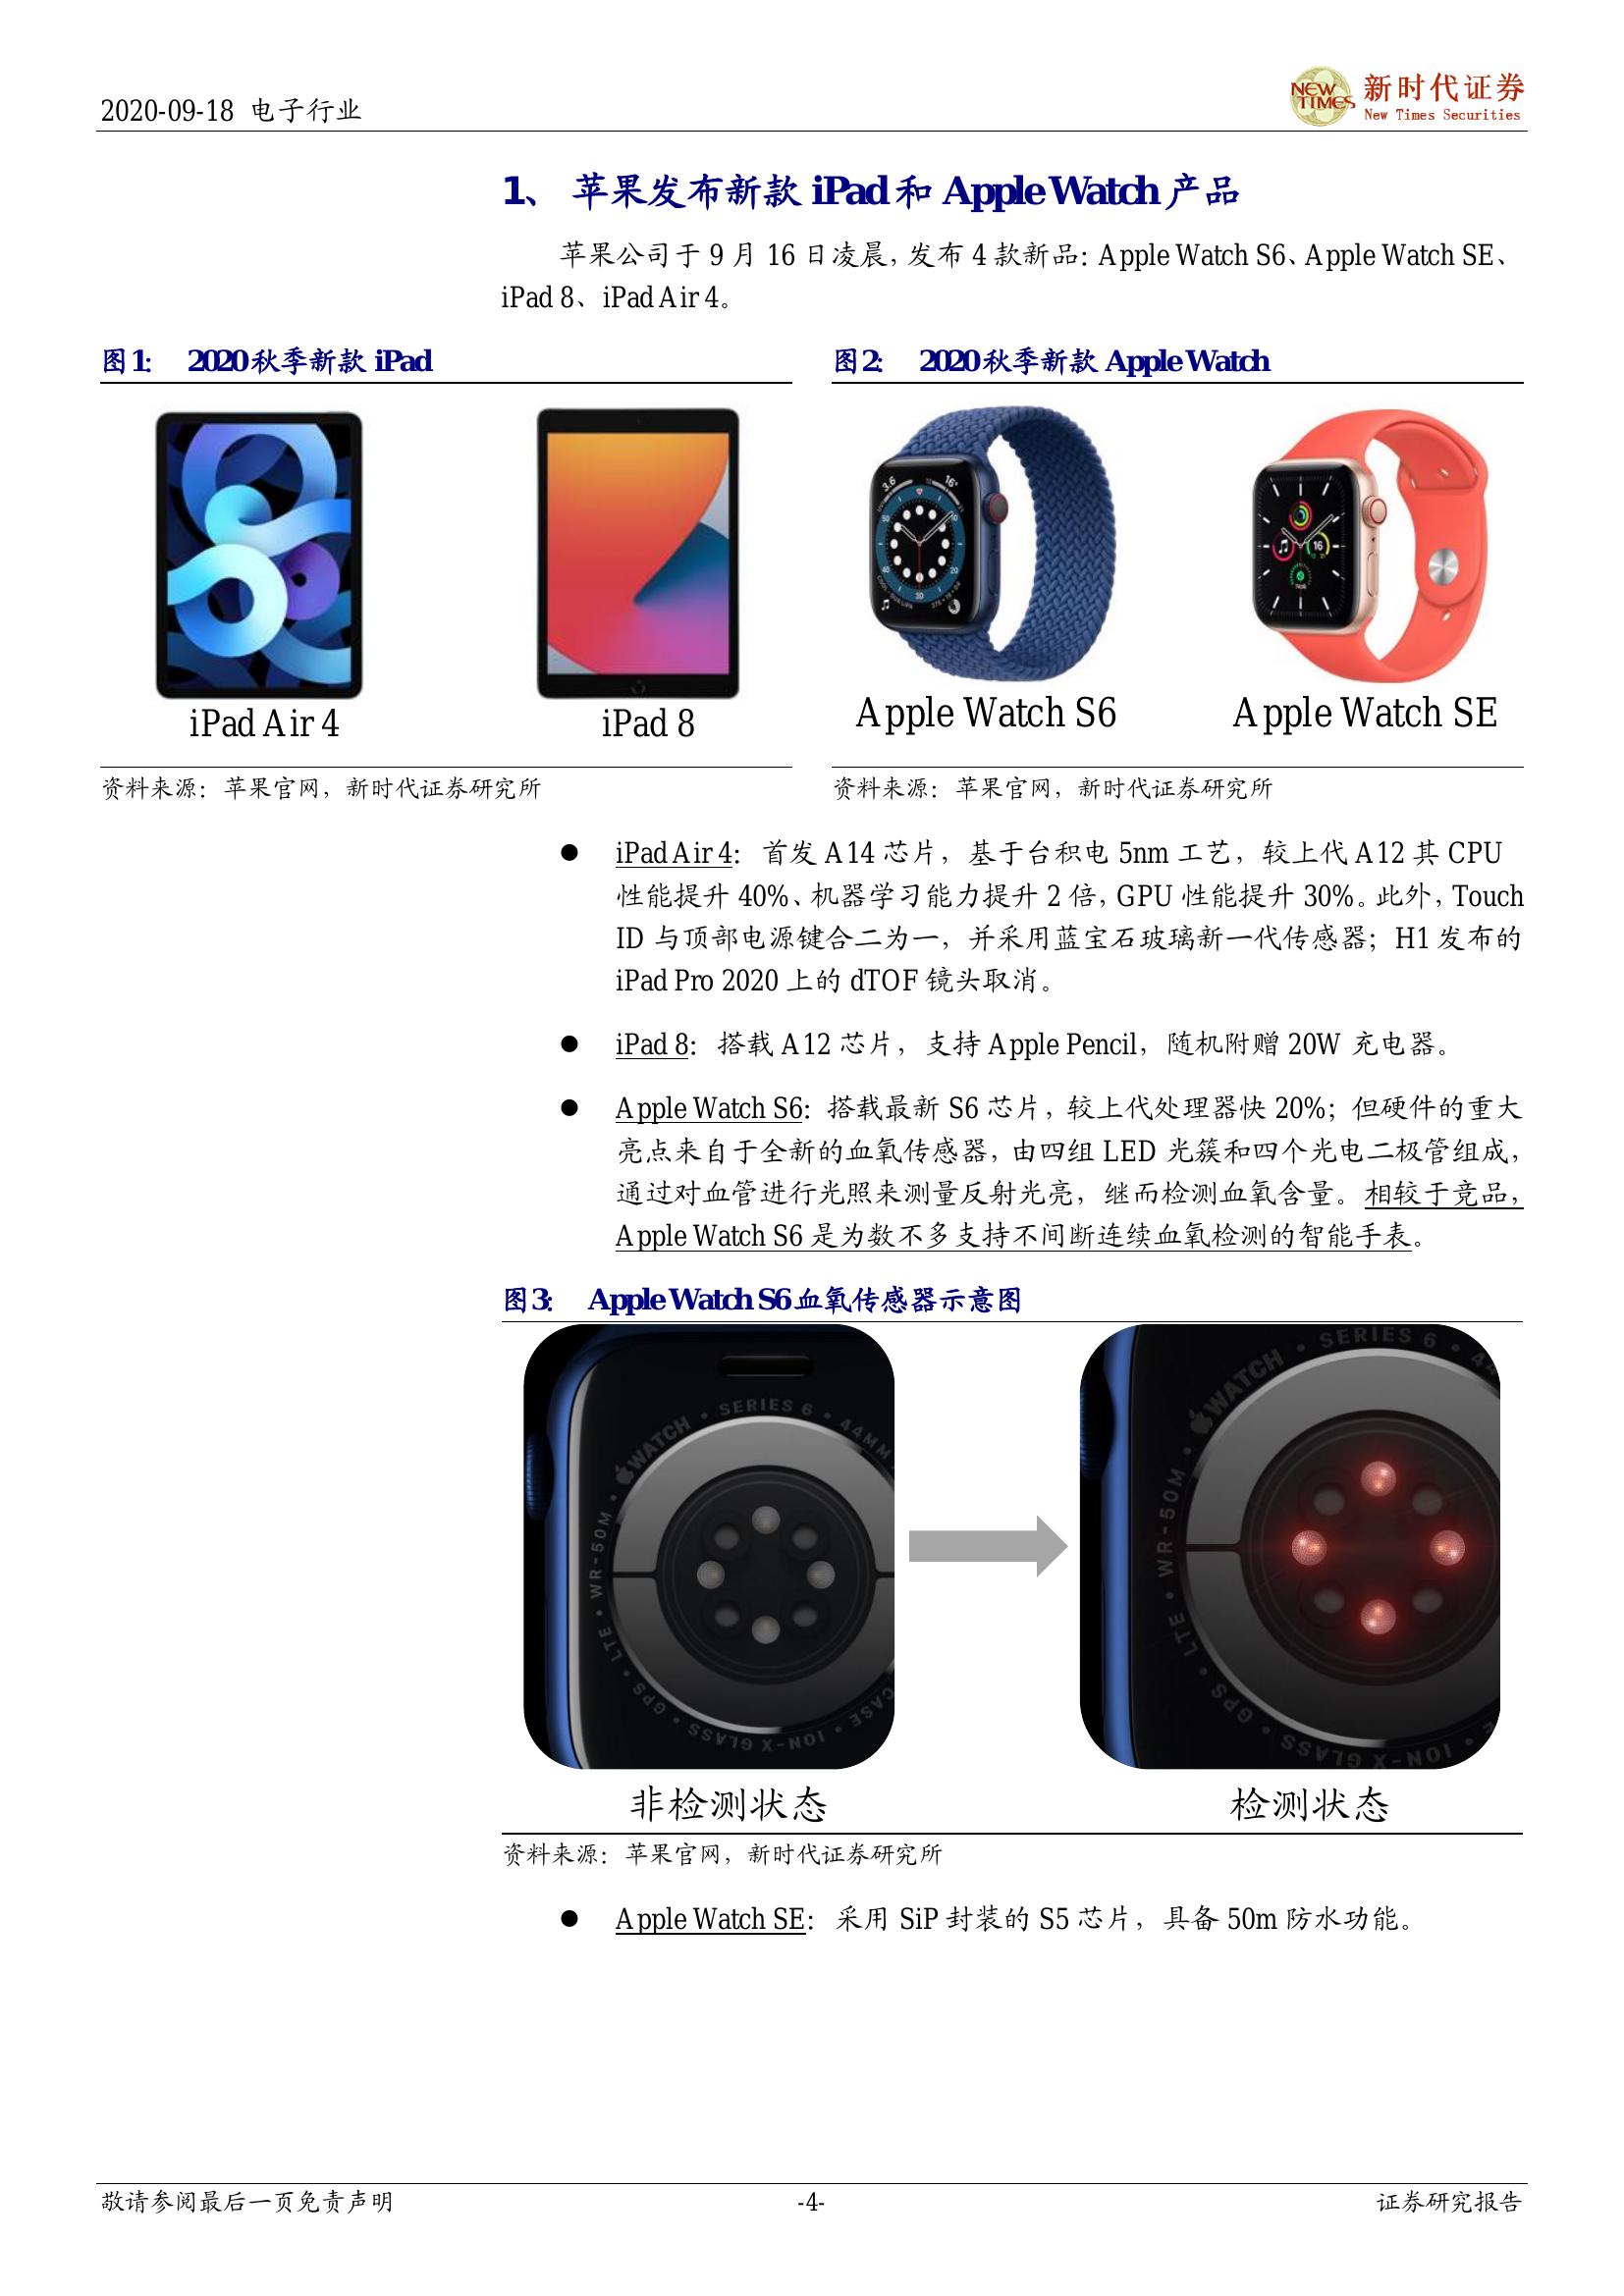 2020-09-18 电子行业
NEW TIMES 新时代证券
New Times Securities
1、 苹果发布新款 iPad 和 Apple Watch 产品
苹果公司于 9 月 16 日凌晨，发布 4 款新品：Apple Watch S6、Apple Watch SE、
iPad 8、iPad Air 4。
图1： 2020 秋季新款 iPad
iPad Air 4
iPad 8
资料来源：苹果官网，新时代证券研究所
图2： 2020 秋季新款 Apple Watch
Apple Watch S6
Apple Watch SE
资料来源：苹果官网，新时代证券研究所
● iPad Air 4：首发 A14 芯片，基于台积电 5nm 工艺，较上代 A12 其 CPU
性能提升 40%、机器学习能力提升 2 倍，GPU 性能提升 30%。此外，Touch
ID 与顶部电源键合二为一，并采用蓝宝石玻璃新一代传感器；H1 发布的
iPad Pro 2020 上的 dTOF 镜头取消。
● iPad 8：搭载 A12 芯片，支持 Apple Pencil，随机附赠 20W 充电器。
● Apple Watch S6：搭载最新 S6 芯片，较上代处理器快 20%；但硬件的重大
亮点来自于全新的血氧传感器，由四组 LED 光簇和四个光电二极管组成，
通过对血管进行光照来测量反射光亮，继而检测血氧含量。相较于竞品，
Apple Watch S6 是为数不多支持不间断连续血氧检测的智能手表。
图3： Apple Watch S6 血氧传感器示意图
WATCH • SERIES 6 • 44MM
CASE • ION-X GLASS • GPS • LTE • WR-50M •
非检测状态
WATCH • SERIES 6 • 44
ION-X GLASS • GPS • LTE • WR-50M •
检测状态
资料来源：苹果官网，新时代证券研究所
● Apple Watch SE：采用 SiP 封装的 S5 芯片，具备 50m 防水功能。
敬请参阅最后一页免责声明
-4-
证券研究报告